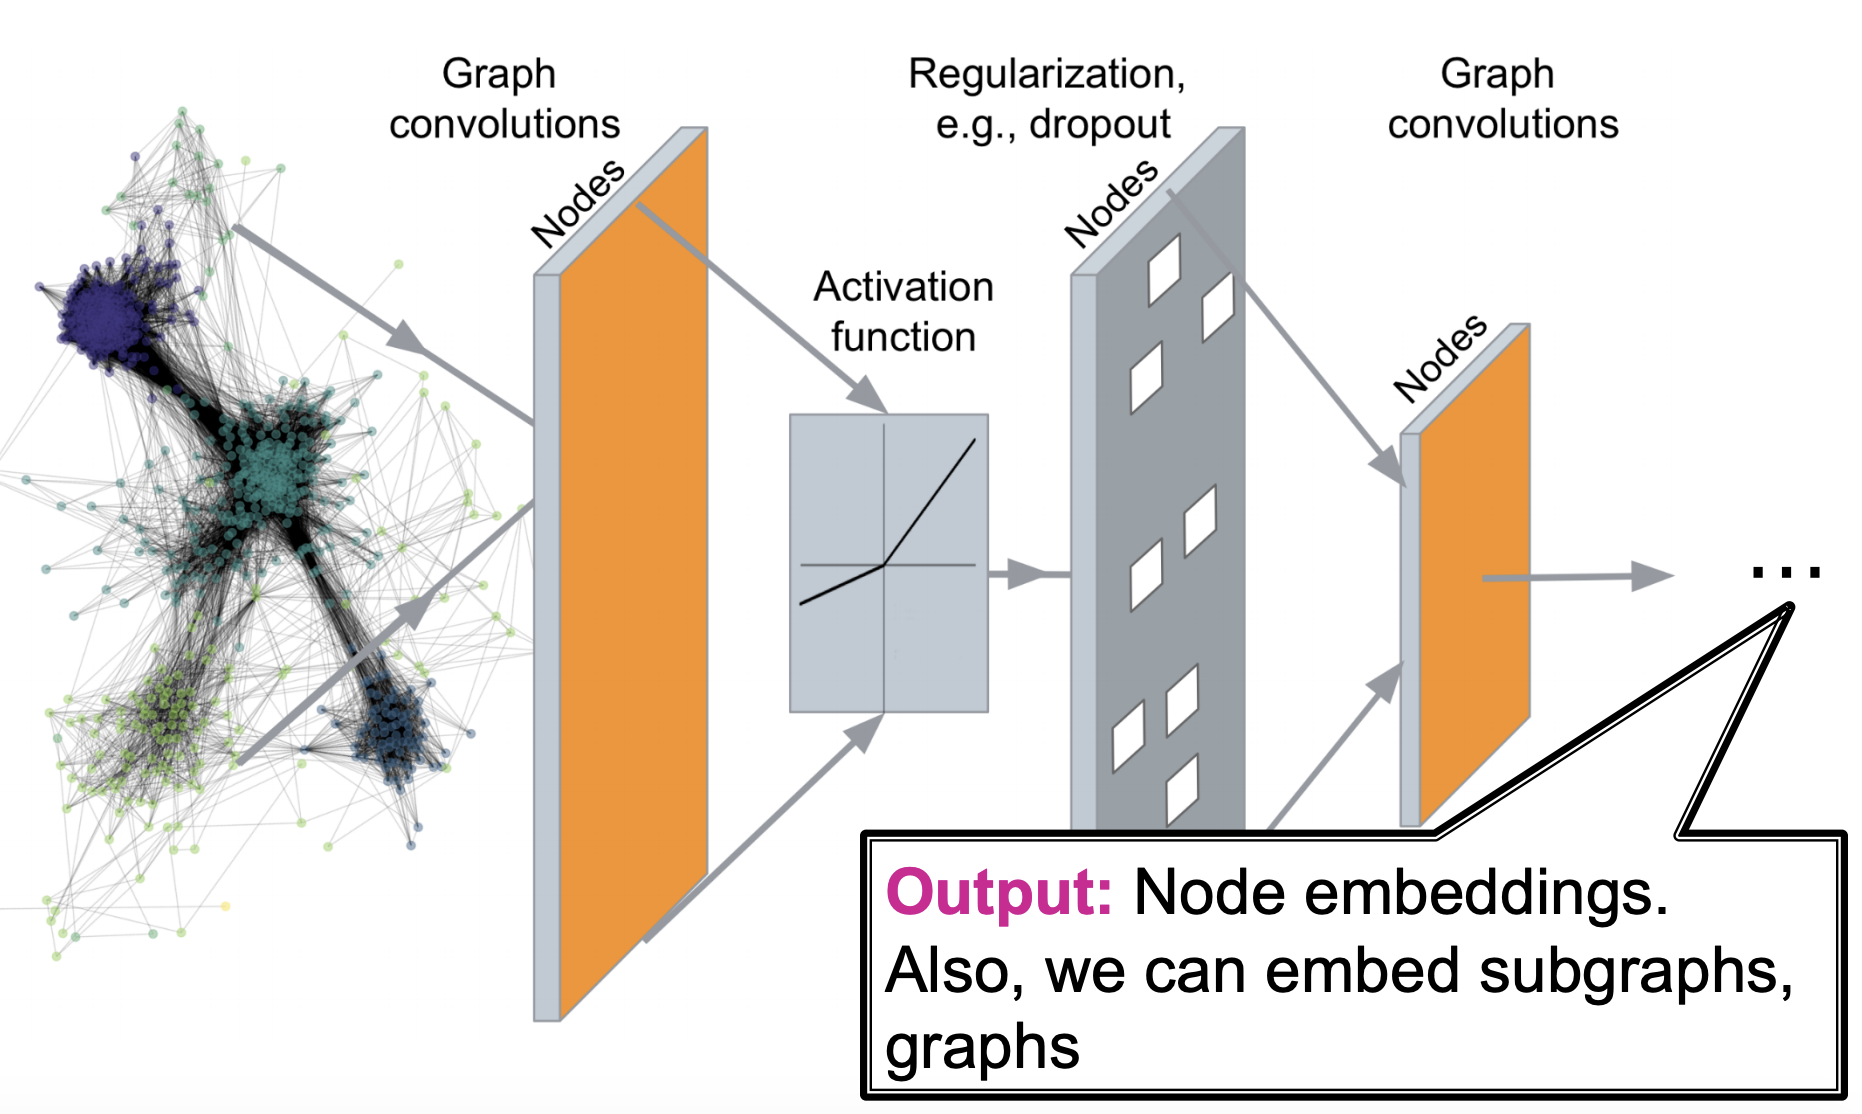 Graph
convolutions
Nodes
Activation
function
Regularization,
e.g., dropout
Nodes
Graph
convolutions
Nodes
...
Output: Node embeddings.
Also, we can embed subgraphs,
graphs